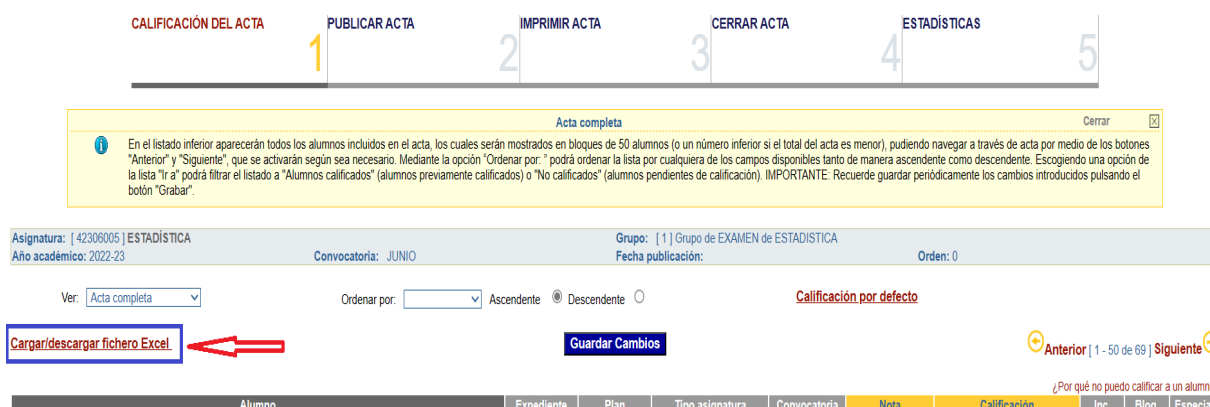 CALIFICACIÓN DEL ACTA
1
PUBLICAR ACTA
2
IMPRIMIR ACTA
3
CERRAR ACTA
4
ESTADÍSTICAS
5
Acta completa
Cerrar
En el listado inferior aparecerán todos los alumnos incluidos en el acta, los cuales serán mostrados en bloques de 50 alumnos (o un número inferior si el total del acta es menor), pudiendo navegar a través de acta por medio de los botones
"Anterior" y "Siguiente", que se activarán según sea necesario. Mediante la opción "Ordenar por: " podrá ordenar la lista por cualquiera de los campos disponibles tanto de manera ascendente como descendente. Escogiendo una opción de
la lista "Ir a" podrá filtrar el listado a "Alumnos calificados" (alumnos previamente calificados) o "No calificados" (alumnos pendientes de calificación). IMPORTANTE: Recuerde guardar periódicamente los cambios introducidos pulsando el
botón "Grabar".
Asignatura: [ 42306005 ] ESTADÍSTICA Grupo: [ 1 ] Grupo de EXAMEN de ESTADISTICA
Año académico: 2022-23 Convocatoria: JUNIO Fecha publicación: Orden: 0
Ver: Acta completa Ordenar por: Ascendente Descendente Calificación por defecto
Cargar/descargar fichero Excel Guardar Cambios Anterior [ 1 - 50 de 69 ] Siguiente
¿Por qué no puedo calificar a un alumn
Alumno Expediente Plan Tipo asignatura Convocatoria Nota Calificación Inc. Bloq Especia